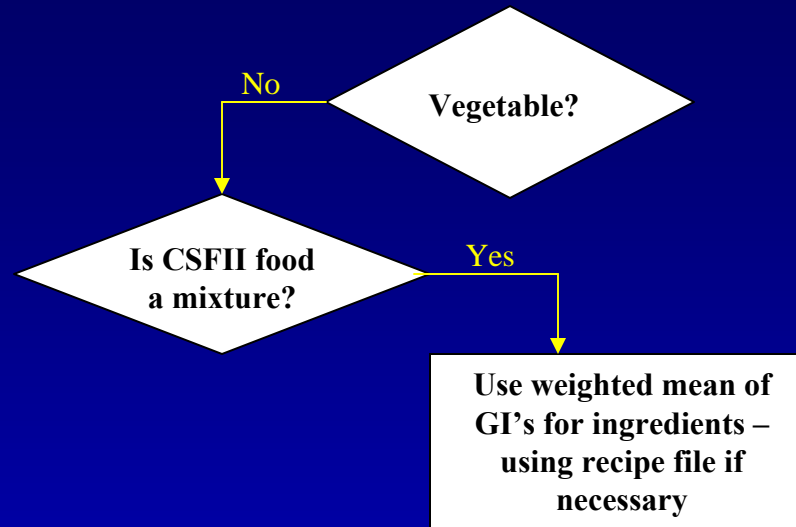 No
Vegetable?
Is CSFII food
a mixture?
Yes
Use weighted mean of
GI's for ingredients –
using recipe file if
necessary